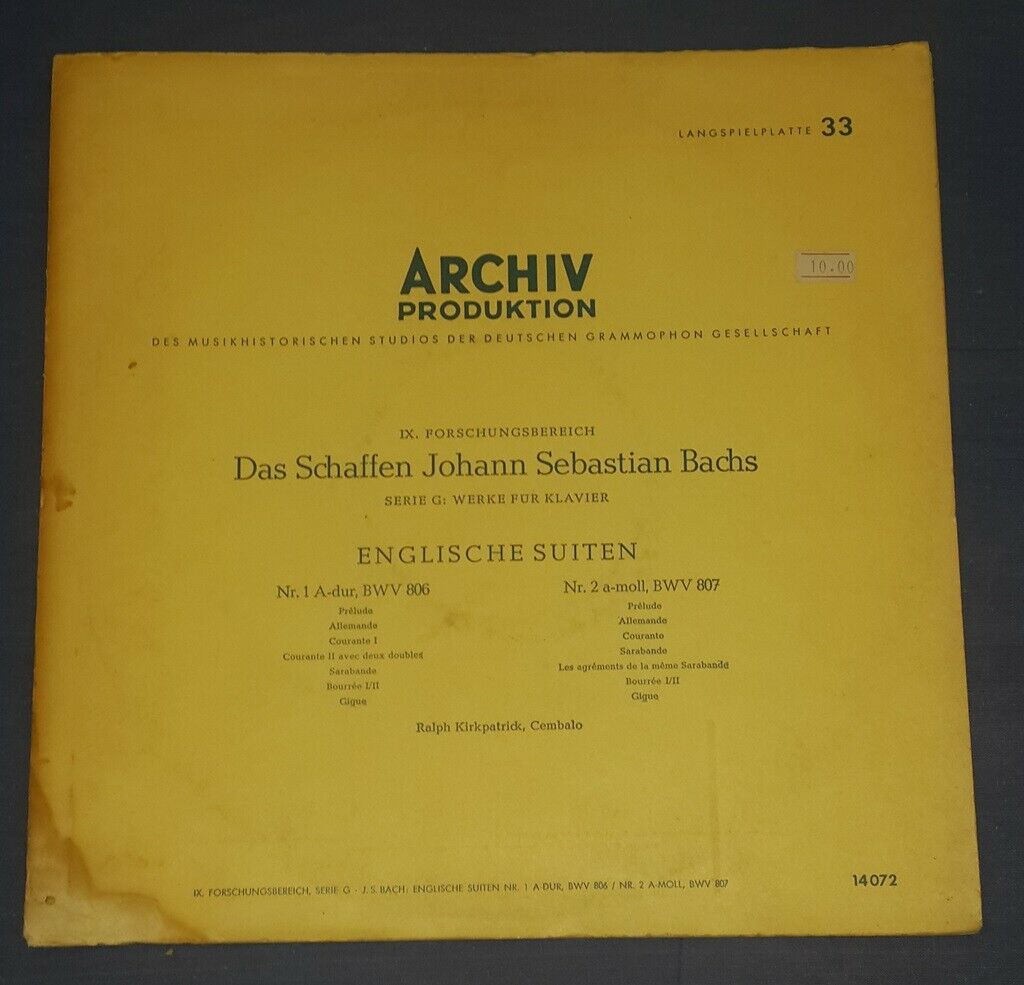 LANGSPIELPLATTE 33
ARCHIV
PRODUKTION
10.00
DES MUSIKHISTORISCHEN STUDIOS DER DEUTSCHEN GRAMMOPHON GESELLSCHAFT
IX. FORSCHUNGSBEREICH
Das Schaffen Johann Sebastian Bachs
SERIE G: WERKE FÜR KLAVIER
ENGLISCHE SUITEN
Nr. 1 A-dur, BWV 806
Prélude
Allemande
Courante I
Courante II avec deux doubles
Sarabande
Bourrée I/II
Gigue
Nr. 2 a-moll, BWV 807
Prélude
Allemande
Courante
Sarabande
Les agréments de la même Sarabande
Bourrée I/II
Gigue
Ralph Kirkpatrick, Cembalo
IX. FORSCHUNGSBEREICH, SERIE G · J. S. BACH: ENGLISCHE SUITEN NR. 1 A-DUR, BWV 806 / NR. 2 A-MOLL, BWV 807
14072